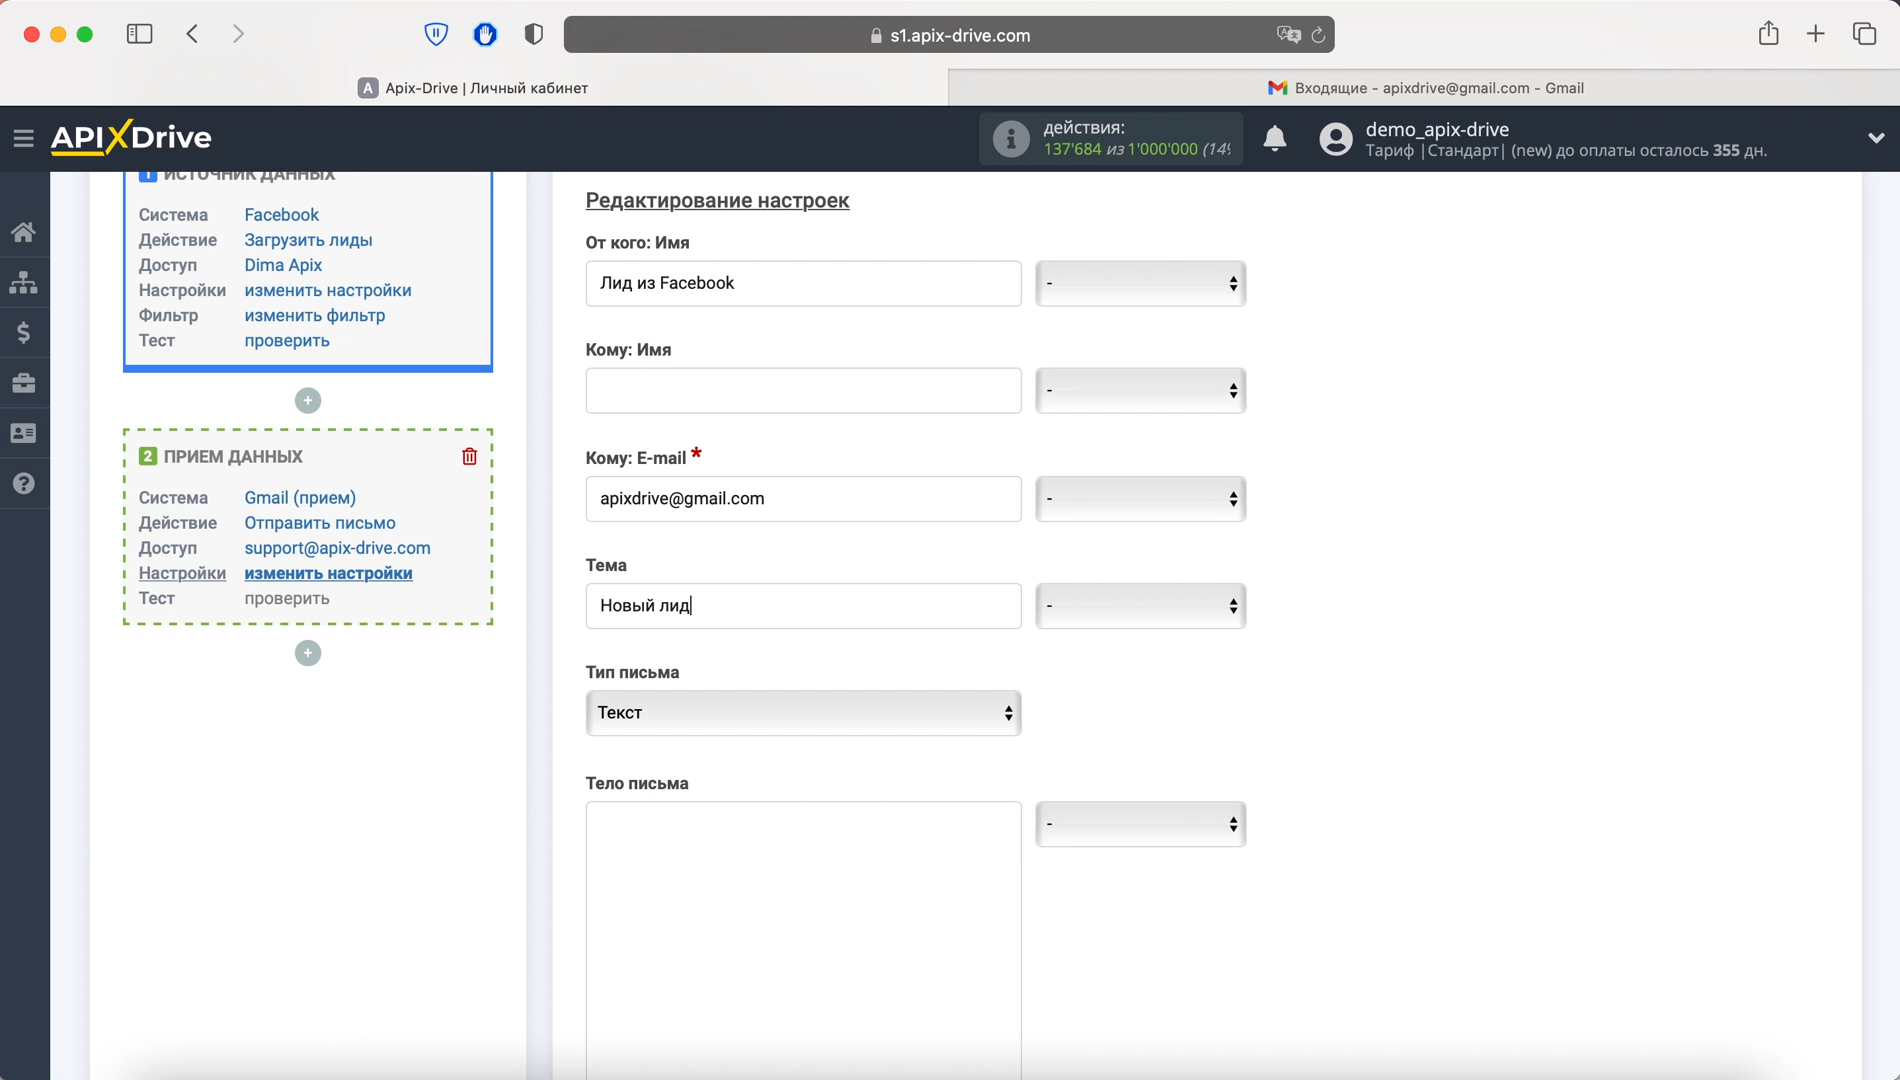 s1.apix-drive.com
A Apix-Drive | Личный кабинет
Входящие - apixdrive@gmail.com - Gmail
APIXDrive
действия:
137'684 из 1'000'000 (14%
demo_apix-drive
Тариф |Стандарт| (new) до оплаты осталось 355 дн.
1 ИСТОЧНИК ДАННЫХ
Система Facebook
Действие Загрузить лиды
Доступ Dima Apix
Настройки изменить настройки
Фильтр изменить фильтр
Тест проверить
2 ПРИЕМ ДАННЫХ
Система Gmail (прием)
Действие Отправить письмо
Доступ support@apix-drive.com
Настройки изменить настройки
Тест проверить
Редактирование настроек
От кого: Имя
Лид из Facebook -
Кому: Имя
-
Кому: E-mail *
apixdrive@gmail.com -
Тема
Новый лид -
Тип письма
Текст
Тело письма
-